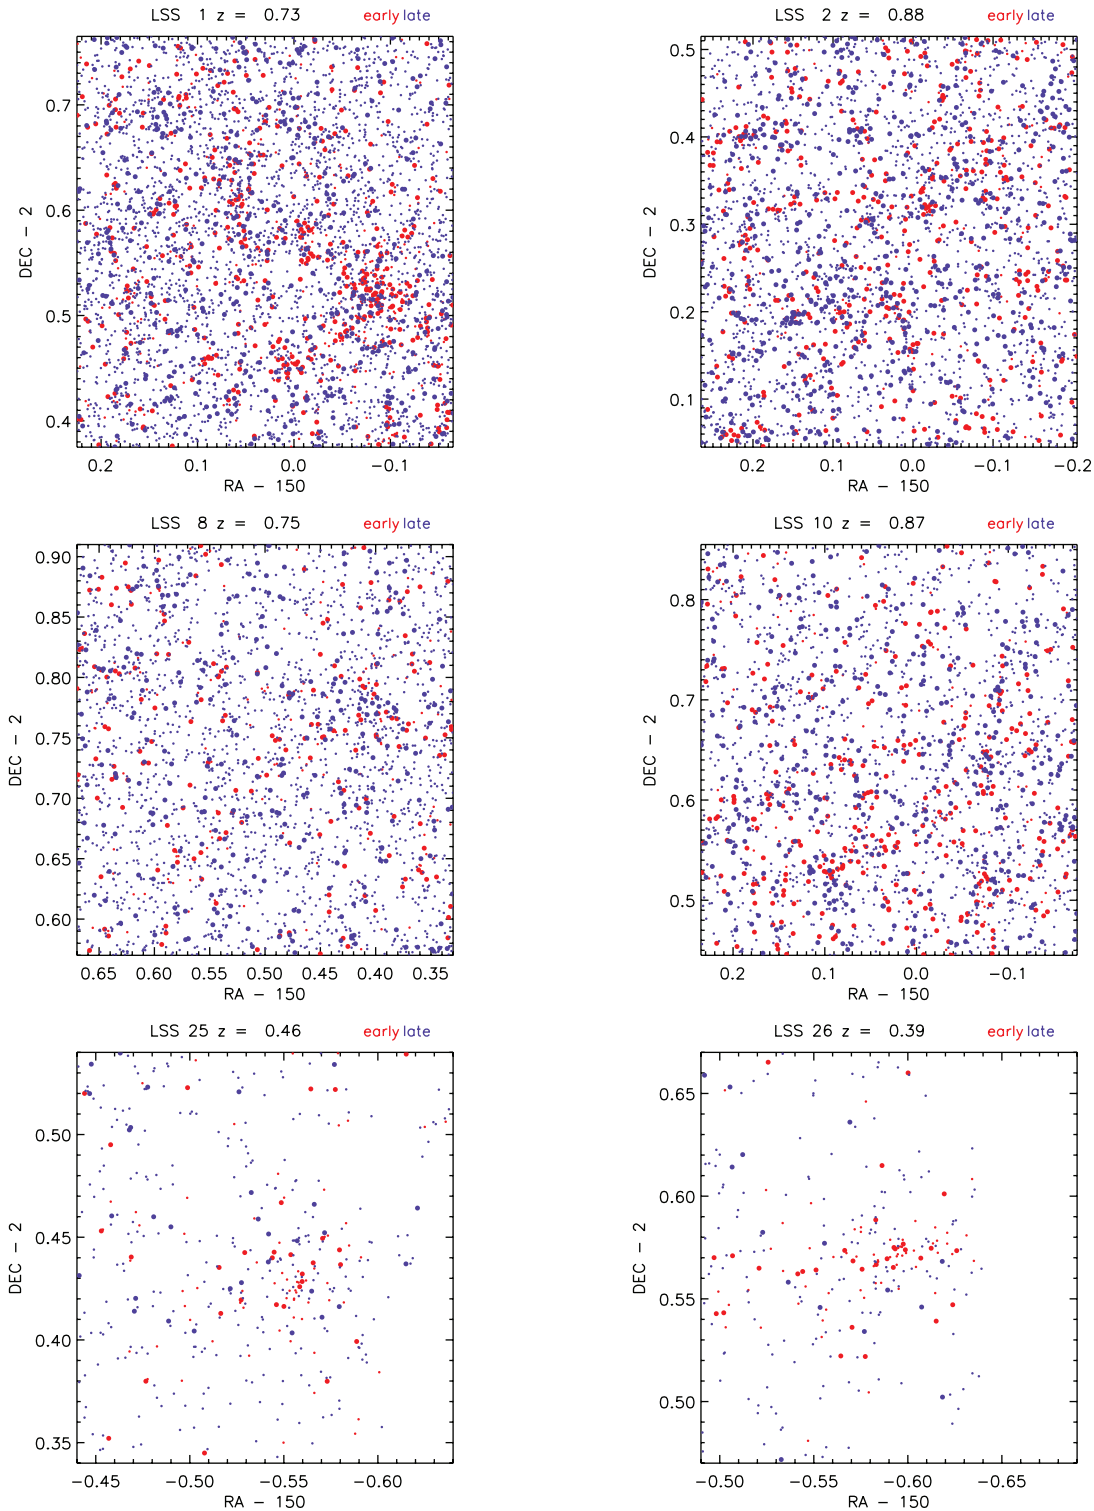 LSS 1 z = 0.73 early late
LSS 2 z = 0.88 early late
0.7
0.6
0.5
0.4
DEC - 2
0.2 0.1 0.0 -0.1
RA - 150
0.5
0.4
0.3
0.2
0.1
DEC - 2
0.2 0.1 0.0 -0.1 -0.2
RA - 150
LSS 8 z = 0.75 early late
LSS 10 z = 0.87 early late
0.90
0.85
0.80
0.75
0.70
0.65
0.60
DEC - 2
0.65 0.60 0.55 0.50 0.45 0.40 0.35
RA - 150
0.8
0.7
0.6
0.5
DEC - 2
0.2 0.1 0.0 -0.1
RA - 150
LSS 25 z = 0.46 early late
LSS 26 z = 0.39 early late
0.50
0.45
0.40
0.35
DEC - 2
-0.45 -0.50 -0.55 -0.60
RA - 150
0.65
0.60
0.55
0.50
DEC - 2
-0.50 -0.55 -0.60 -0.65
RA - 150